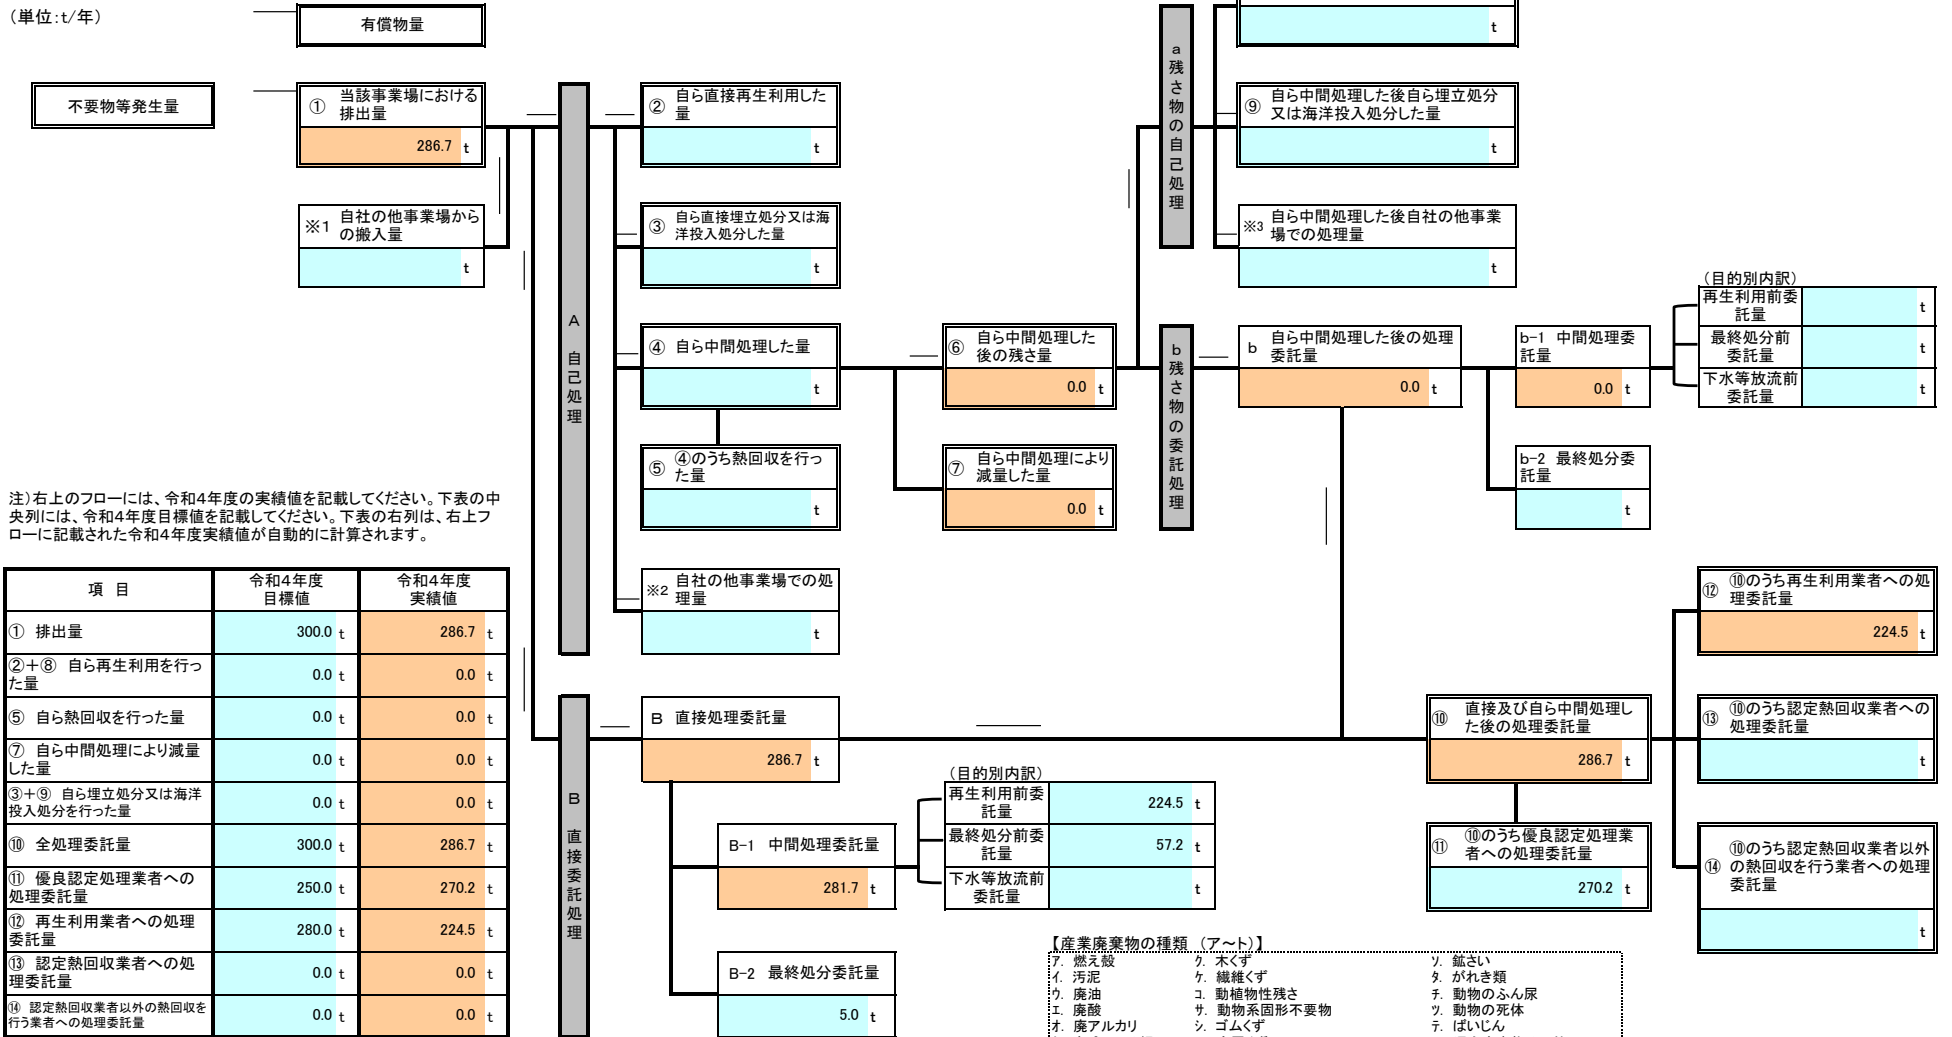 （単位：t/年）
有償物量
t
不要物等発生量
① 当該事業場における
排出量
286.7 t
※1 自社の他事業場から
の搬入量
t
A 自己処理
② 自ら直接再生利用した
量
t
③ 自ら直接埋立処分又は海
洋投入処分した量
t
④ 自ら中間処理した量
t
⑤ ④のうち熱回収を行っ
た量
t
※2 自社の他事業場での処
理量
t
⑥ 自ら中間処理した
後の残さ量
0.0 t
⑦ 自ら中間処理により
減量した量
0.0 t
a 残さ物の自己処理
⑨ 自ら中間処理した後自ら埋立処分
又は海洋投入処分した量
t
※3 自ら中間処理した後自社の他事業
場での処理量
t
b 残さ物の委託処理
b 自ら中間処理した後の処理
委託量
0.0 t
b-1 中間処理委
託量
0.0 t
b-2 最終処分委
託量
t
（目的別内訳）
再生利用前委
託量
t
最終処分前
委託量
t
下水等放流前
委託量
t
注）右上のフローには、令和４年度の実績値を記載してください。下表の中
央列には、令和４年度目標値を記載してください。下表の右列は、右上フ
ローに記載された令和４年度実績値が自動的に計算されます。
項 目 令和４年度 目標値 令和４年度 実績値
① 排出量 300.0 t 286.7 t
②＋⑧ 自ら再生利用を行っ
た量 0.0 t 0.0 t
⑤ 自ら熱回収を行った量 0.0 t 0.0 t
⑦ 自ら中間処理により減量
した量 0.0 t 0.0 t
③＋⑨ 自ら埋立処分又は海洋
投入処分を行った量 0.0 t 0.0 t
⑩ 全処理委託量 300.0 t 286.7 t
⑪ 優良認定処理業者への
処理委託量 250.0 t 270.2 t
⑫ 再生利用業者への処理
委託量 280.0 t 224.5 t
⑬ 認定熱回収業者への処
理委託量 0.0 t 0.0 t
⑭ 認定熱回収業者以外の熱回収を
行う業者への処理委託量 0.0 t 0.0 t
B 直接委託処理
B 直接処理委託量
286.7 t
B-1 中間処理委託量
281.7 t
B-2 最終処分委託量
5.0 t
（目的別内訳）
再生利用前委
託量
224.5 t
最終処分前委
託量
57.2 t
下水等放流前
委託量
t
⑩ 直接及び自ら中間処理し
た後の処理委託量
286.7 t
⑪ ⑩のうち優良認定処理業
者への処理委託量
270.2 t
⑫ ⑩のうち再生利用業者への処
理委託量
224.5 t
⑬ ⑩のうち認定熱回収業者への
処理委託量
t
⑭ ⑩のうち認定熱回収業者以外
の熱回収を行う業者への処理
委託量
t
【産業廃棄物の種類 （ア～ト）】
ア. 燃え殻 ク. 木くず ソ. 鉱さい
イ. 汚泥 ケ. 繊維くず タ. がれき類
ウ. 廃油 コ. 動植物性残さ チ. 動物のふん尿
エ. 廃酸 サ. 動物系固形不要物 ツ. 動物の死体
オ. 廃アルカリ シ. ゴムくず テ. ばいじん